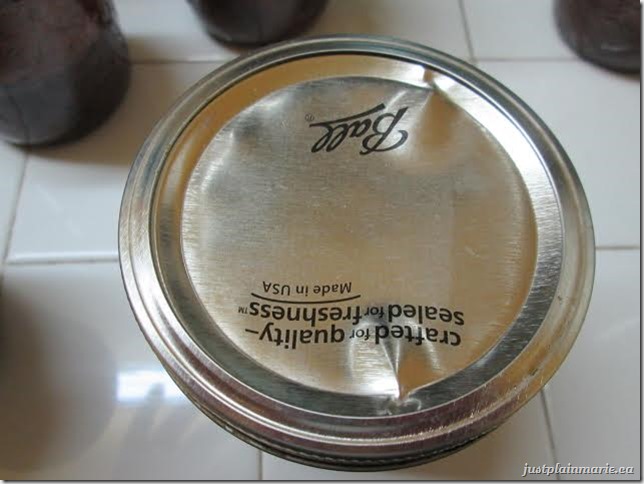 crafted for quality–
sealed for freshness™
Made in USA
Ball®
justplainmarie.ca